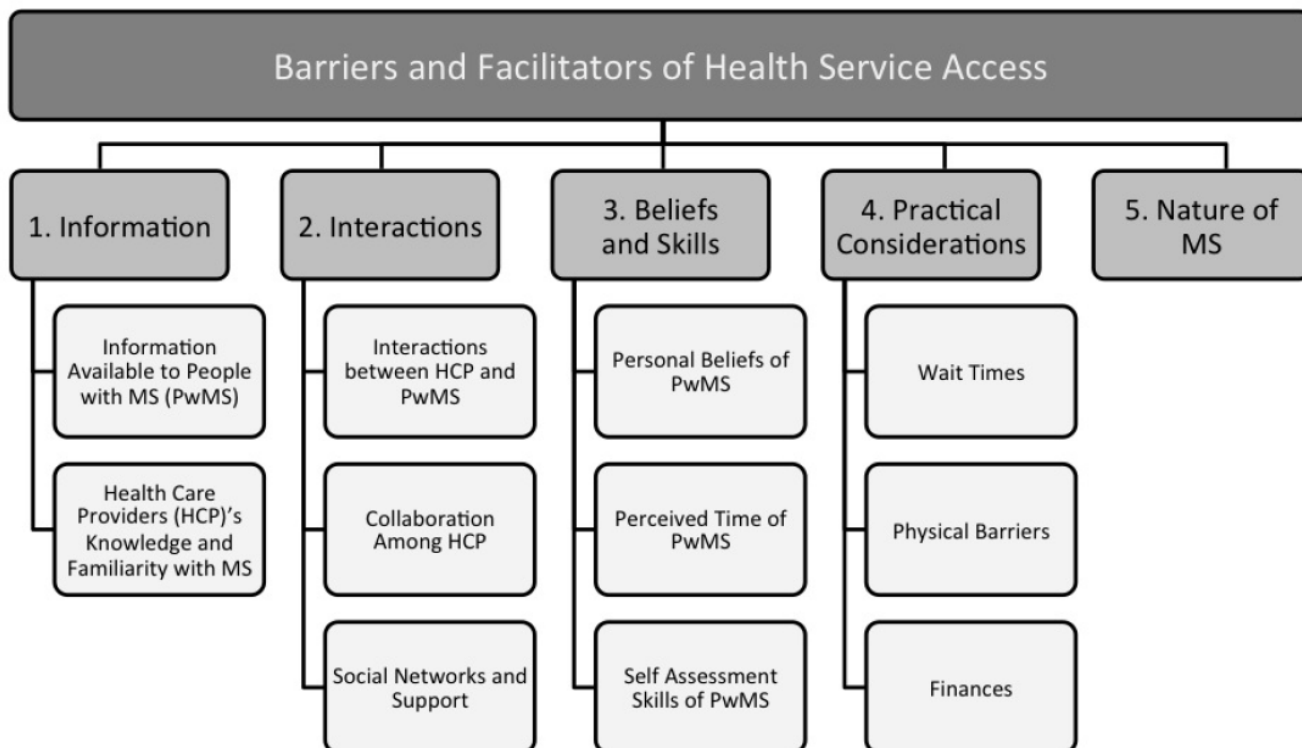 Barriers and Facilitators of Health Service Access
1. Information
2. Interactions
3. Beliefs
and Skills
4. Practical
Considerations
5. Nature of
MS
Information
Available to People
with MS (PwMS)
Health Care
Providers (HCP)'s
Knowledge and
Familiarity with MS
Interactions
between HCP and
PwMS
Collaboration
Among HCP
Social Networks and
Support
Personal Beliefs of
PwMS
Perceived Time of
PwMS
Self Assessment
Skills of PwMS
Wait Times
Physical Barriers
Finances